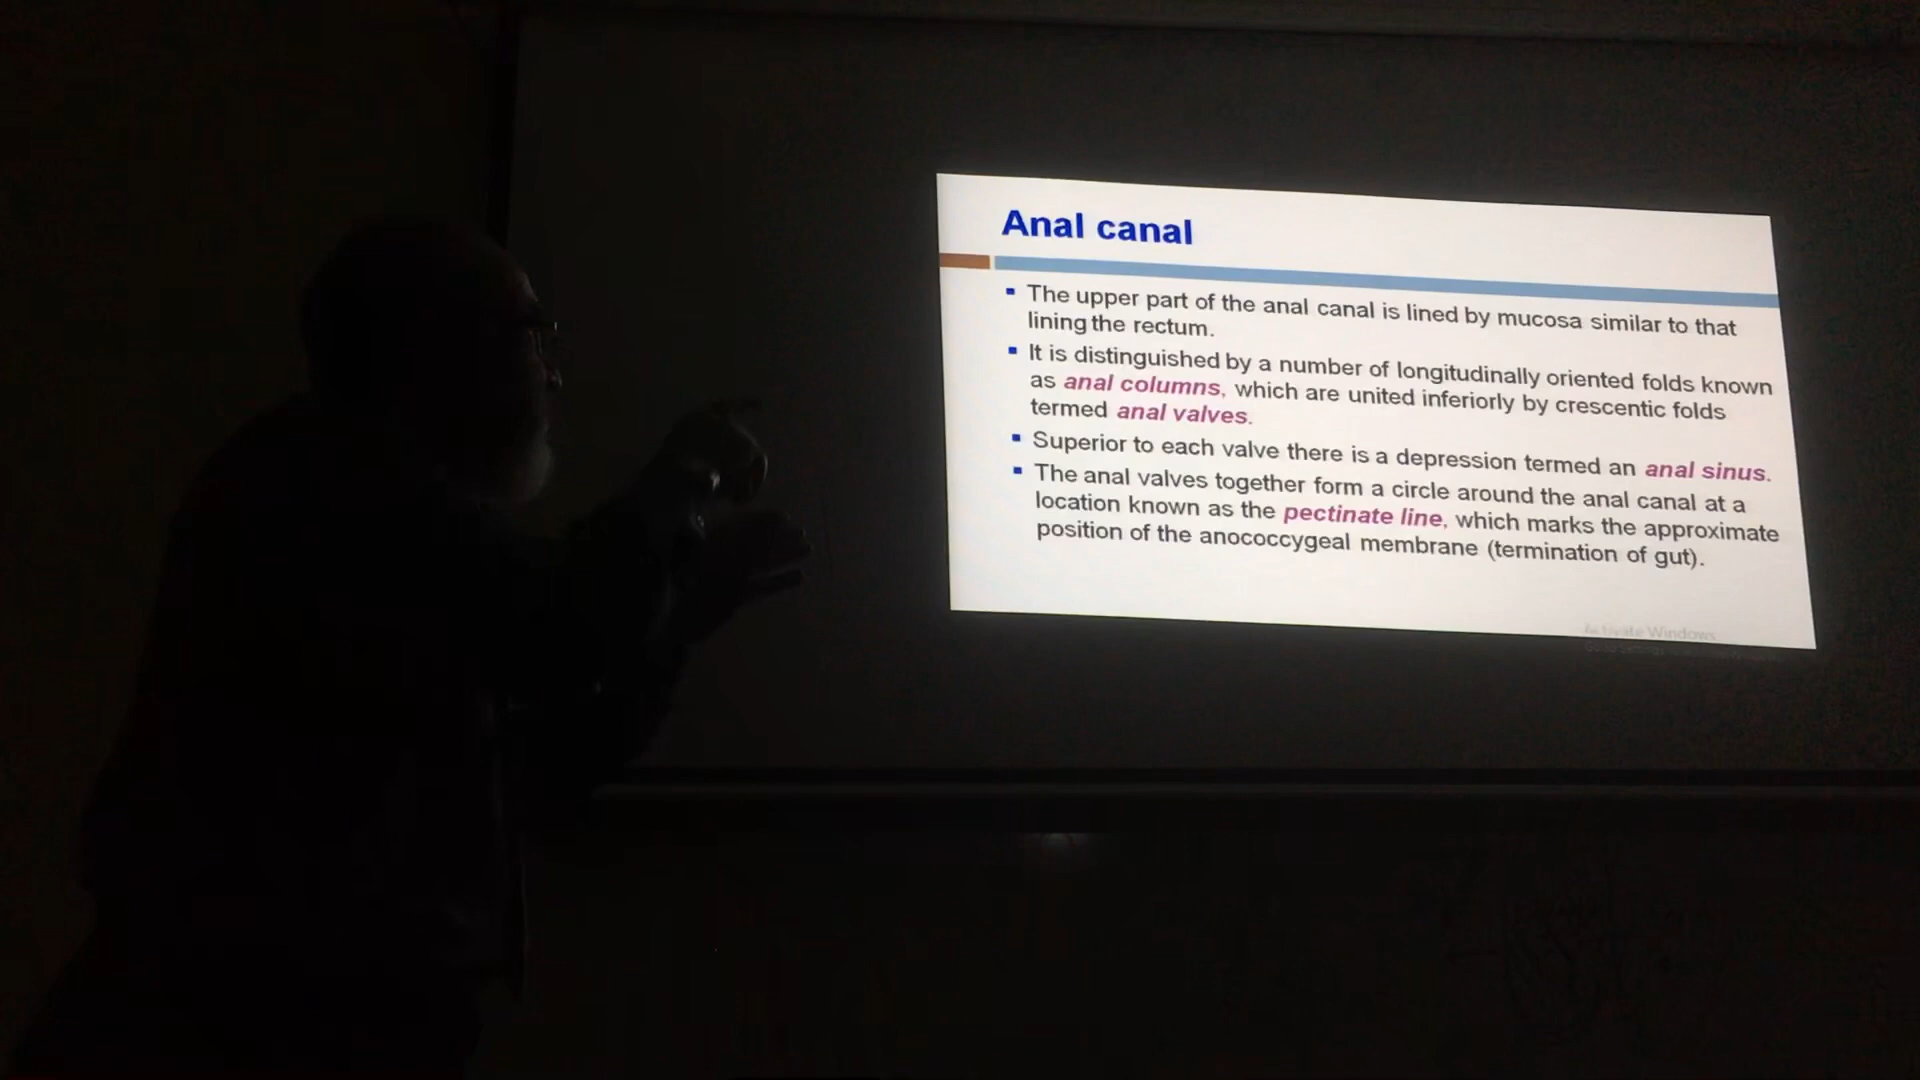 Anal canal
▪ The upper part of the anal canal is lined by mucosa similar to that
lining the rectum.
▪ It is distinguished by a number of longitudinally oriented folds known
as anal columns, which are united inferiorly by crescentic folds
termed anal valves.
▪ Superior to each valve there is a depression termed an anal sinus.
▪ The anal valves together form a circle around the anal canal at a
location known as the pectinate line, which marks the approximate
position of the anococcygeal membrane (termination of gut).
Activate Windows